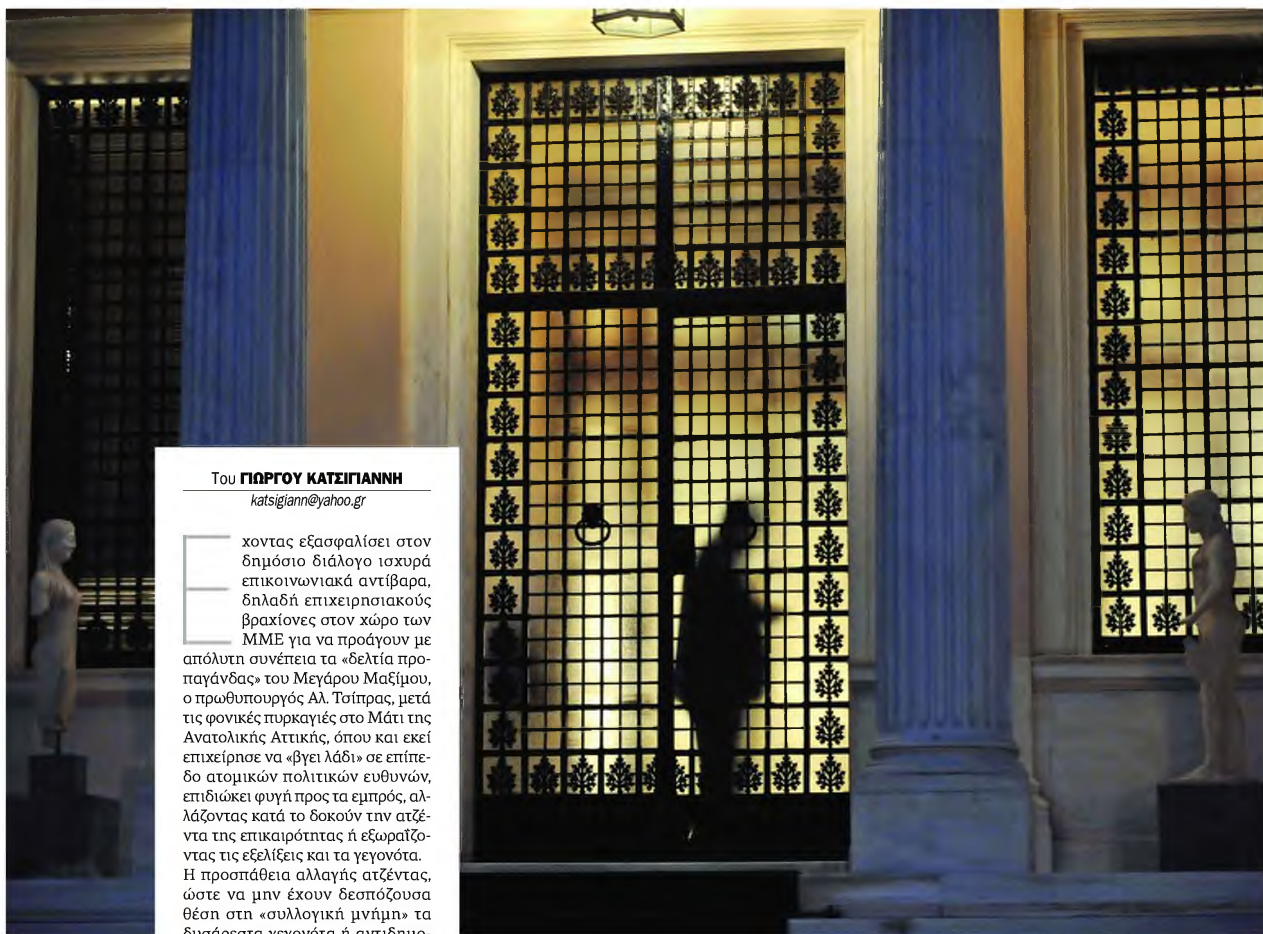 Του ΓΙΩΡΓΟΥ ΚΑΤΣΙΓΙΑΝΝΗ
katsigiann@yahoo.gr
Εχοντας εξασφαλίσει στον
δημόσιο διάλογο ισχυρά
επικοινωνιακά αντίβαρα,
δηλαδή επιχειρησιακούς
βραχίονες στον χώρο των
ΜΜΕ για να προάγουν με
απόλυτη συνέπεια τα «δελτία προ-
παγάνδας» του Μεγάρου Μαξίμου,
ο πρωθυπουργός Αλ. Τσίπρας, μετά
τις φονικές πυρκαγιές στο Μάτι της
Ανατολικής Αττικής, όπου και εκεί
επιχείρησε να «βγει λάδι» σε επίπε-
δο ατομικών πολιτικών ευθυνών,
επιδιώκει φυγή προς τα εμπρός, αλ-
λάζοντας κατά το δοκούν την ατζέ-
ντα της επικαιρότητας ή εξωραΐζο-
ντας τις εξελίξεις και τα γεγονότα.
Η προσπάθεια αλλαγής ατζέντας,
ώστε να μην έχουν δεσπόζουσα
θέση στη «συλλογική μνήμη» τα
δυσάρεστα γεγονότα ή αντιδημο-